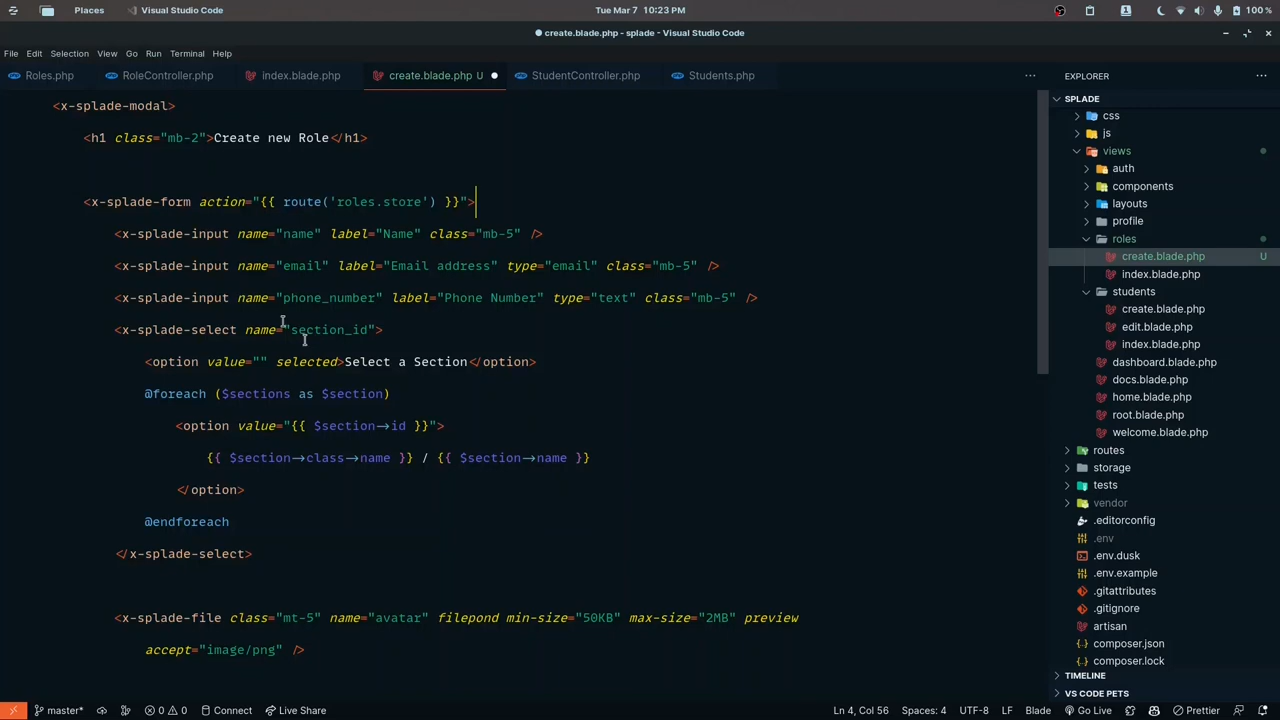 Places
Visual Studio Code
Tue Mar 7 10:23 PM
100 %
create.blade.php - splade - Visual Studio Code
File Edit Selection View Go Run Terminal Help
Roles.php RoleController.php index.blade.php create.blade.php U StudentController.php Students.php
<x-splade-modal>
<h1 class="mb-2">Create new Role</h1>
<x-splade-form action="{{ route('roles.store') }}">
<x-splade-input name="name" label="Name" class="mb-5" />
<x-splade-input name="email" label="Email address" type="email" class="mb-5" />
<x-splade-input name="phone_number" label="Phone Number" type="text" class="mb-5" />
<x-splade-select name="section_id">
<option value="" selected>Select a Section</option>
@foreach ($sections as $section)
<option value="{{ $section->id }}">
{{ $section->class->name }} / {{ $section->name }}
</option>
@endforeach
</x-splade-select>
<x-splade-file class="mt-5" name="avatar" filepond min-size="50KB" max-size="2MB" preview
accept="image/png" />
EXPLORER
SPLADE
css
js
views
auth
components
layouts
profile
roles
create.blade.php U
index.blade.php
students
create.blade.php
edit.blade.php
index.blade.php
dashboard.blade.php
docs.blade.php
home.blade.php
root.blade.php
welcome.blade.php
routes
storage
tests
vendor
.editorconfig
.env
.env.dusk
.env.example
.gitattributes
.gitignore
artisan
composer.json
composer.lock
TIMELINE
VS CODE PETS
master* 0 0 Connect Live Share Ln 4, Col 56 Spaces: 4 UTF-8 LF Blade Go Live Prettier